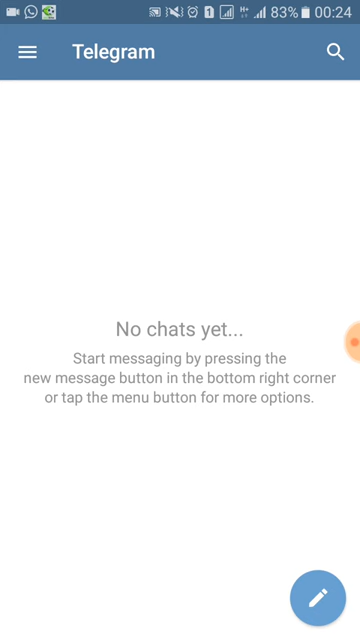 83% 00:24
Telegram
No chats yet...
Start messaging by pressing the
new message button in the bottom right corner
or tap the menu button for more options.